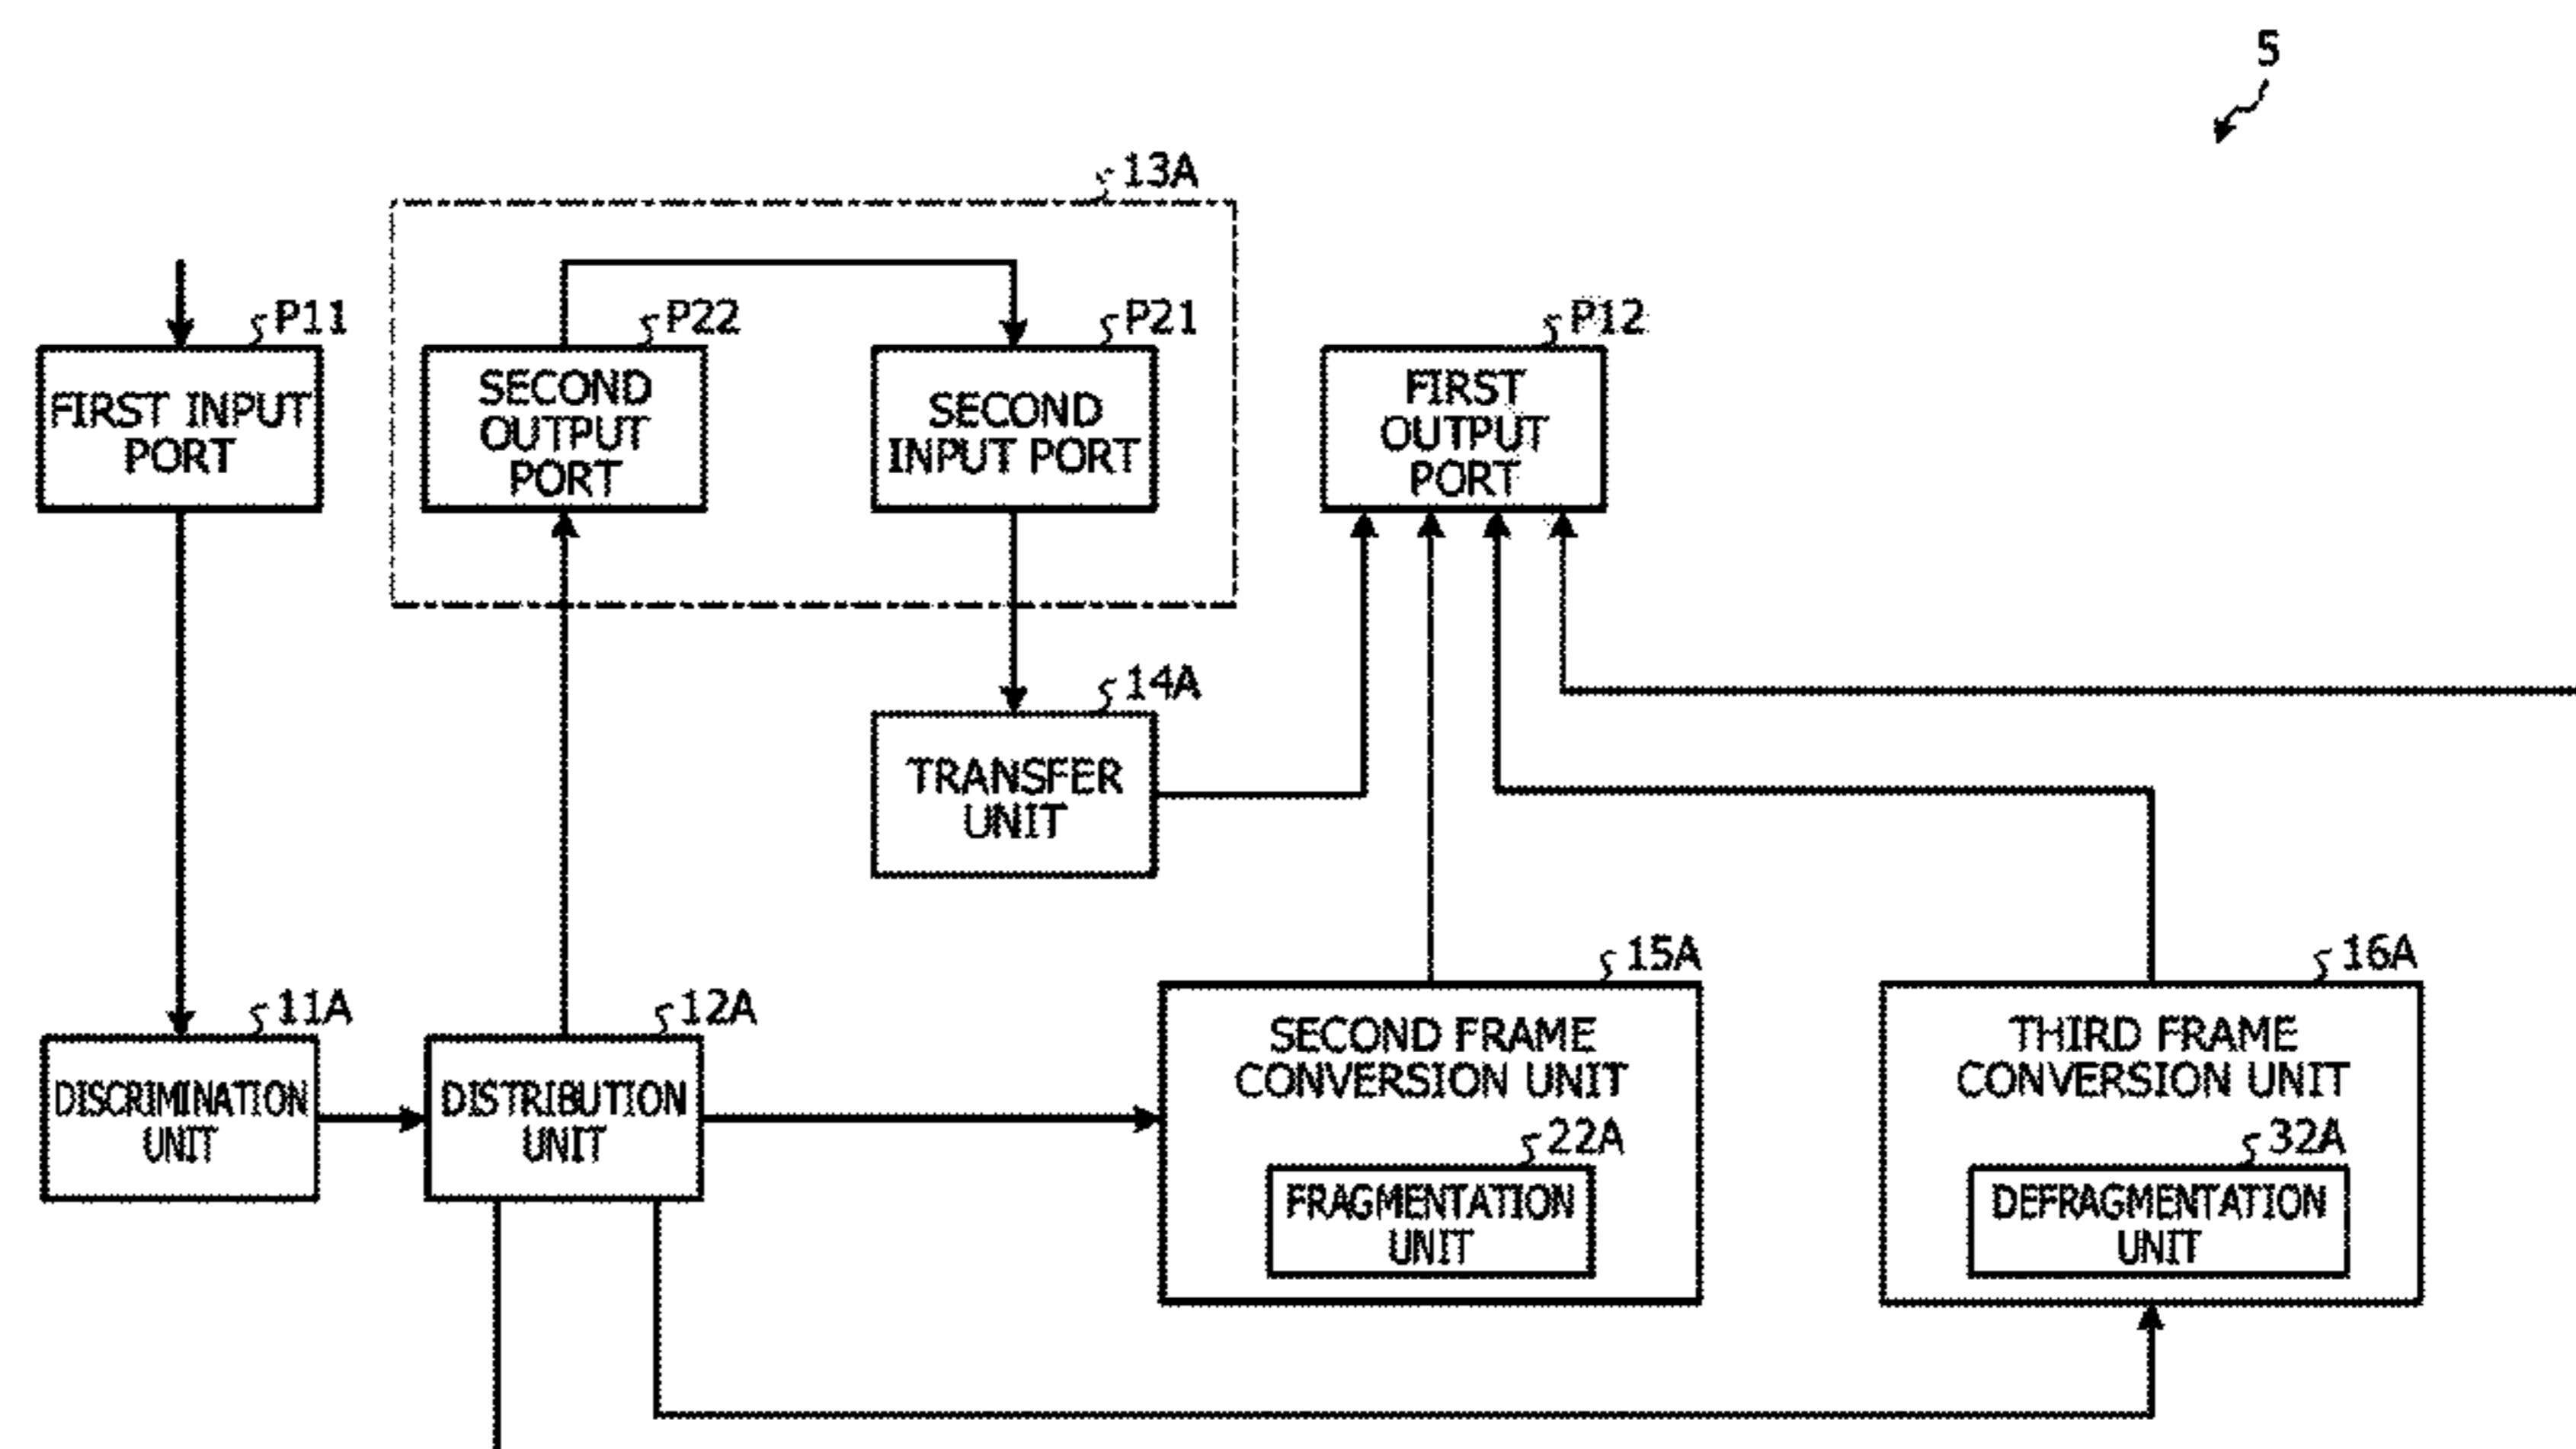 5
13A
P11
P22
P21
P12
FIRST INPUT
PORT
SECOND
OUTPUT
PORT
SECOND
INPUT PORT
FIRST
OUTPUT
PORT
14A
TRANSFER
UNIT
11A
12A
15A
16A
DISCRIMINATION
UNIT
DISTRIBUTION
UNIT
SECOND FRAME
CONVERSION UNIT
22A
FRAGMENTATION
UNIT
THIRD FRAME
CONVERSION UNIT
32A
DEFRAGMENTATION
UNIT